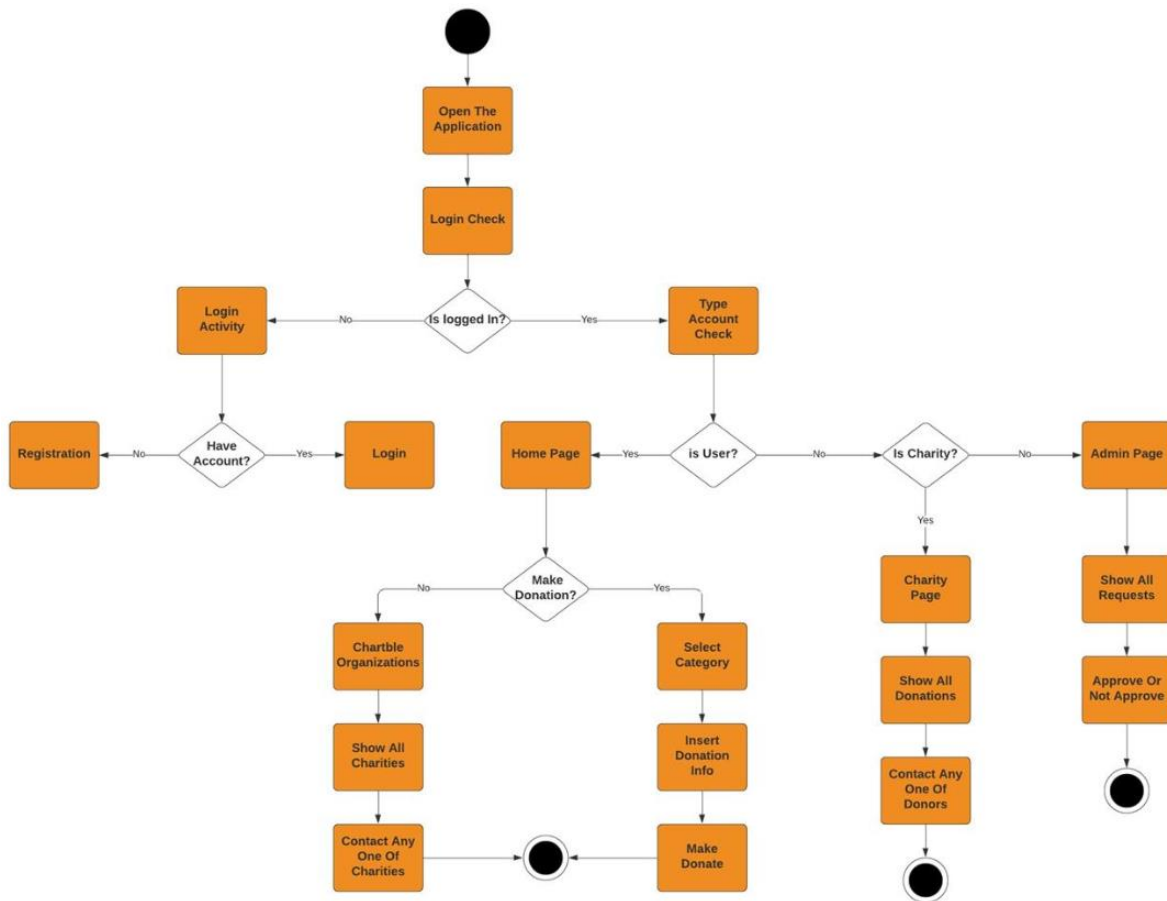 Open The
Application
Login Check
Login
Activity
No
Is logged In?
Yes
Type
Account
Check
Registration
No
Have
Account?
Yes
Login
Home Page
Yes
is User?
No
Is Charity?
No
Admin Page
Yes
No
Make
Donation?
Yes
Charity
Page
Show All
Requests
Chartble
Organizations
Select
Category
Show All
Donations
Approve Or
Not Approve
Show All
Charities
Insert
Donation
Info
Contact Any
One Of
Donors
Contact Any
One Of
Charities
Make
Donate